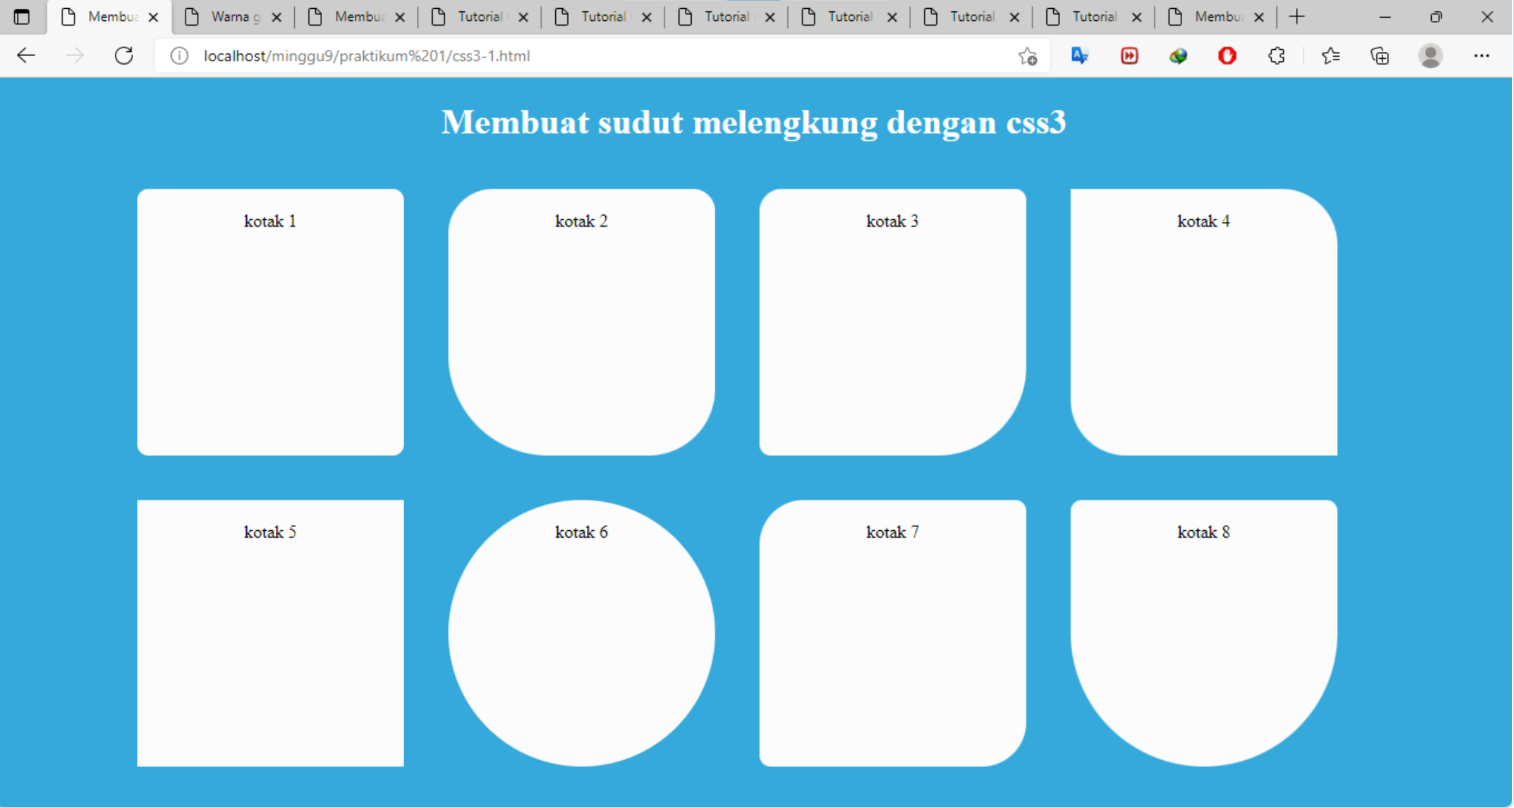 Membua Warna g Membua Tutorial Tutorial Tutorial Tutorial Tutorial Tutorial Membu
localhost/minggu9/praktikum%201/css3-1.html
Membuat sudut melengkung dengan css3
kotak 1 kotak 2 kotak 3 kotak 4
kotak 5 kotak 6 kotak 7 kotak 8